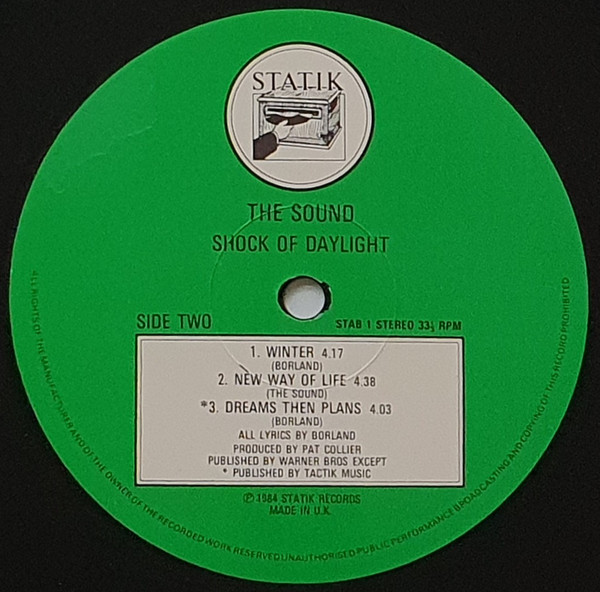 STATIK
THE SOUND
SHOCK OF DAYLIGHT
SIDE TWO
STAB 1 STEREO 33⅓ RPM
1. WINTER 4.17
(BORLAND)
2. NEW WAY OF LIFE 4.38
(THE SOUND)
*3. DREAMS THEN PLANS 4.03
(BORLAND)
ALL LYRICS BY BORLAND
PRODUCED BY PAT COLLIER
PUBLISHED BY WARNER BROS EXCEPT
* PUBLISHED BY TACTIK MUSIC
℗ 1984 STATIK RECORDS
MADE IN U.K.
ALL RIGHTS OF THE MANUFACTURER AND OF THE OWNER OF THE RECORDED WORK RESERVED UNAUTHORISED PUBLIC PERFORMANCE BROADCASTING AND COPYING OF THIS RECORD PROHIBITED